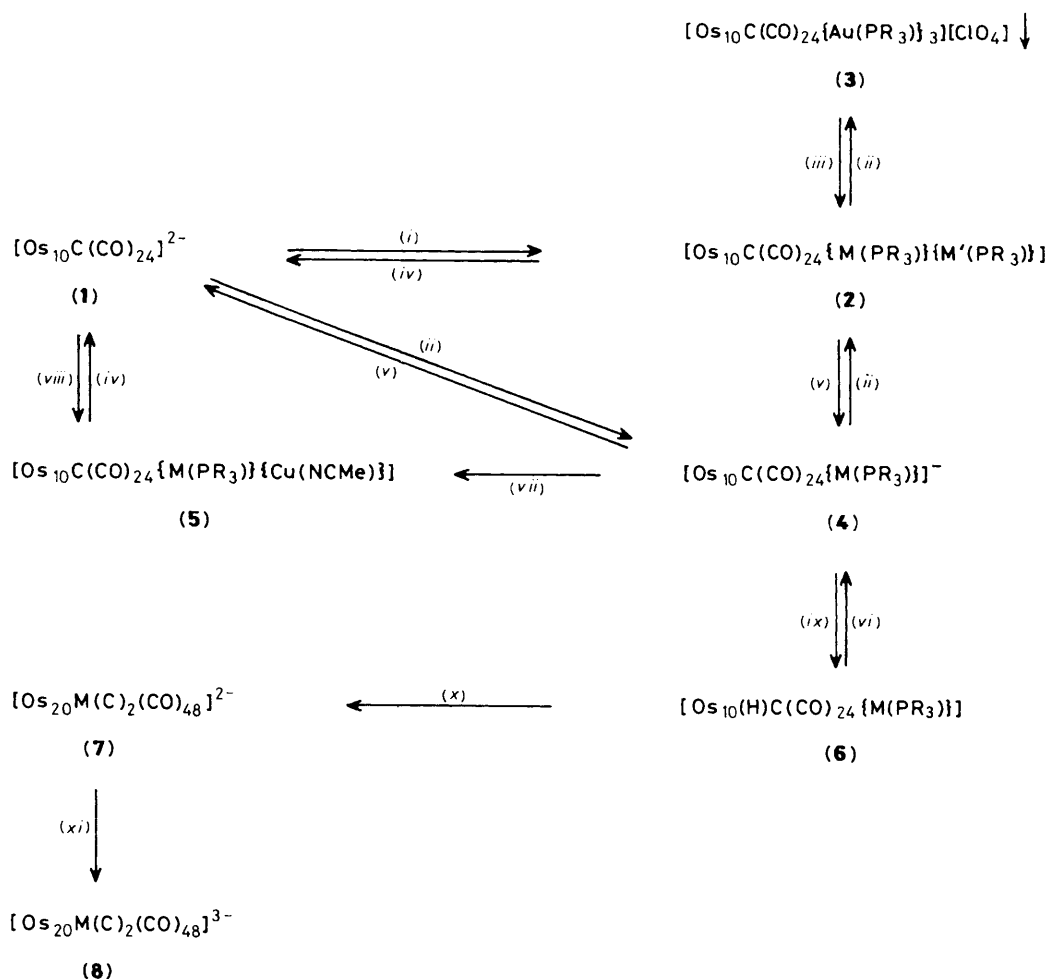 [Os₁₀C(CO)₂₄{Au(PR₃)}₃][ClO₄] ↓
(3)
(iii) (ii)
[Os₁₀C(CO)₂₄]²⁻
(1)
(i)
(iv)
[Os₁₀C(CO)₂₄{M(PR₃)}{M′(PR₃)}]
(2)
(ii)
(v)
(viii) (iv)
(v) (ii)
[Os₁₀C(CO)₂₄{M(PR₃)}{Cu(NCMe)}]
(5)
(vii)
[Os₁₀C(CO)₂₄{M(PR₃)}]⁻
(4)
(ix) (vi)
[Os₂₀M(C)₂(CO)₄₈]²⁻
(7)
(x)
[Os₁₀(H)C(CO)₂₄{M(PR₃)}]
(6)
(xi)
[Os₂₀M(C)₂(CO)₄₈]³⁻
(8)